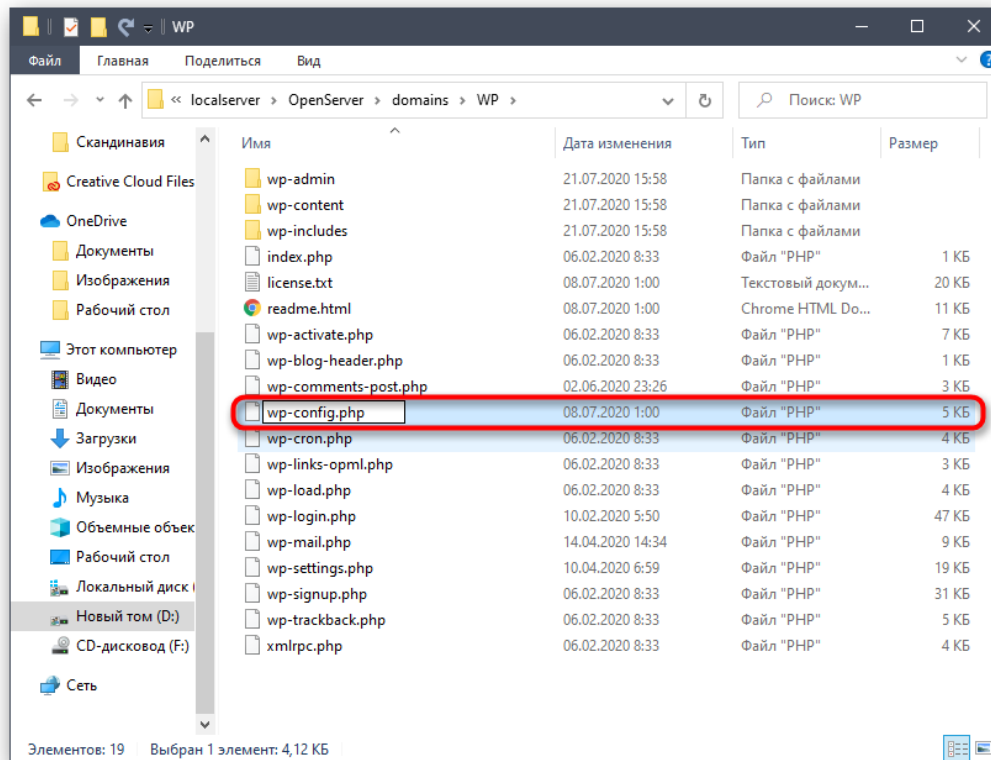 WP
Файл Главная Поделиться Вид
« localserver › OpenServer › domains › WP ›
Поиск: WP
Скандинавия
Creative Cloud Files
OneDrive
Документы
Изображения
Рабочий стол
Этот компьютер
Видео
Документы
Загрузки
Изображения
Музыка
Объемные объек
Рабочий стол
Локальный диск (
Новый том (D:)
CD-дисковод (F:)
Сеть
Имя Дата изменения Тип Размер
wp-admin 21.07.2020 15:58 Папка с файлами
wp-content 21.07.2020 15:58 Папка с файлами
wp-includes 21.07.2020 15:58 Папка с файлами
index.php 06.02.2020 8:33 Файл "PHP" 1 КБ
license.txt 08.07.2020 1:00 Текстовый докум... 20 КБ
readme.html 08.07.2020 1:00 Chrome HTML Do... 11 КБ
wp-activate.php 06.02.2020 8:33 Файл "PHP" 7 КБ
wp-blog-header.php 06.02.2020 8:33 Файл "PHP" 1 КБ
wp-comments-post.php 02.06.2020 23:26 Файл "PHP" 3 КБ
wp-config.php 08.07.2020 1:00 Файл "PHP" 5 КБ
wp-cron.php 06.02.2020 8:33 Файл "PHP" 4 КБ
wp-links-opml.php 06.02.2020 8:33 Файл "PHP" 3 КБ
wp-load.php 06.02.2020 8:33 Файл "PHP" 4 КБ
wp-login.php 10.02.2020 5:50 Файл "PHP" 47 КБ
wp-mail.php 14.04.2020 14:34 Файл "PHP" 9 КБ
wp-settings.php 10.04.2020 6:59 Файл "PHP" 19 КБ
wp-signup.php 06.02.2020 8:33 Файл "PHP" 31 КБ
wp-trackback.php 06.02.2020 8:33 Файл "PHP" 5 КБ
xmlrpc.php 06.02.2020 8:33 Файл "PHP" 4 КБ
Элементов: 19 Выбран 1 элемент: 4,12 КБ